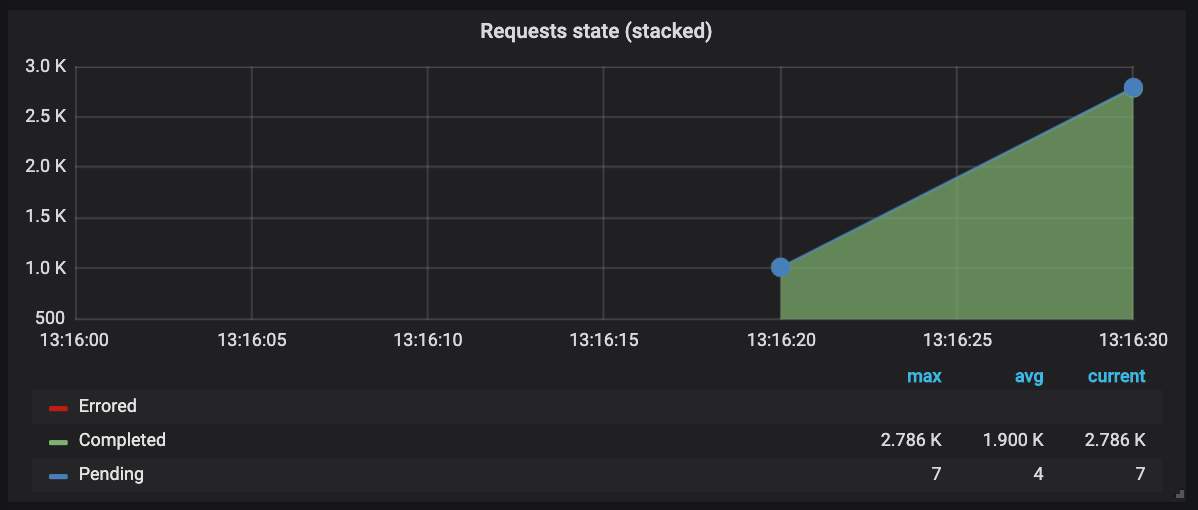 Requests state (stacked)
3.0 K
2.5 K
2.0 K
1.5 K
1.0 K
500
13:16:00 13:16:05 13:16:10 13:16:15 13:16:20 13:16:25 13:16:30
max avg current
Errored
Completed 2.786 K 1.900 K 2.786 K
Pending 7 4 7